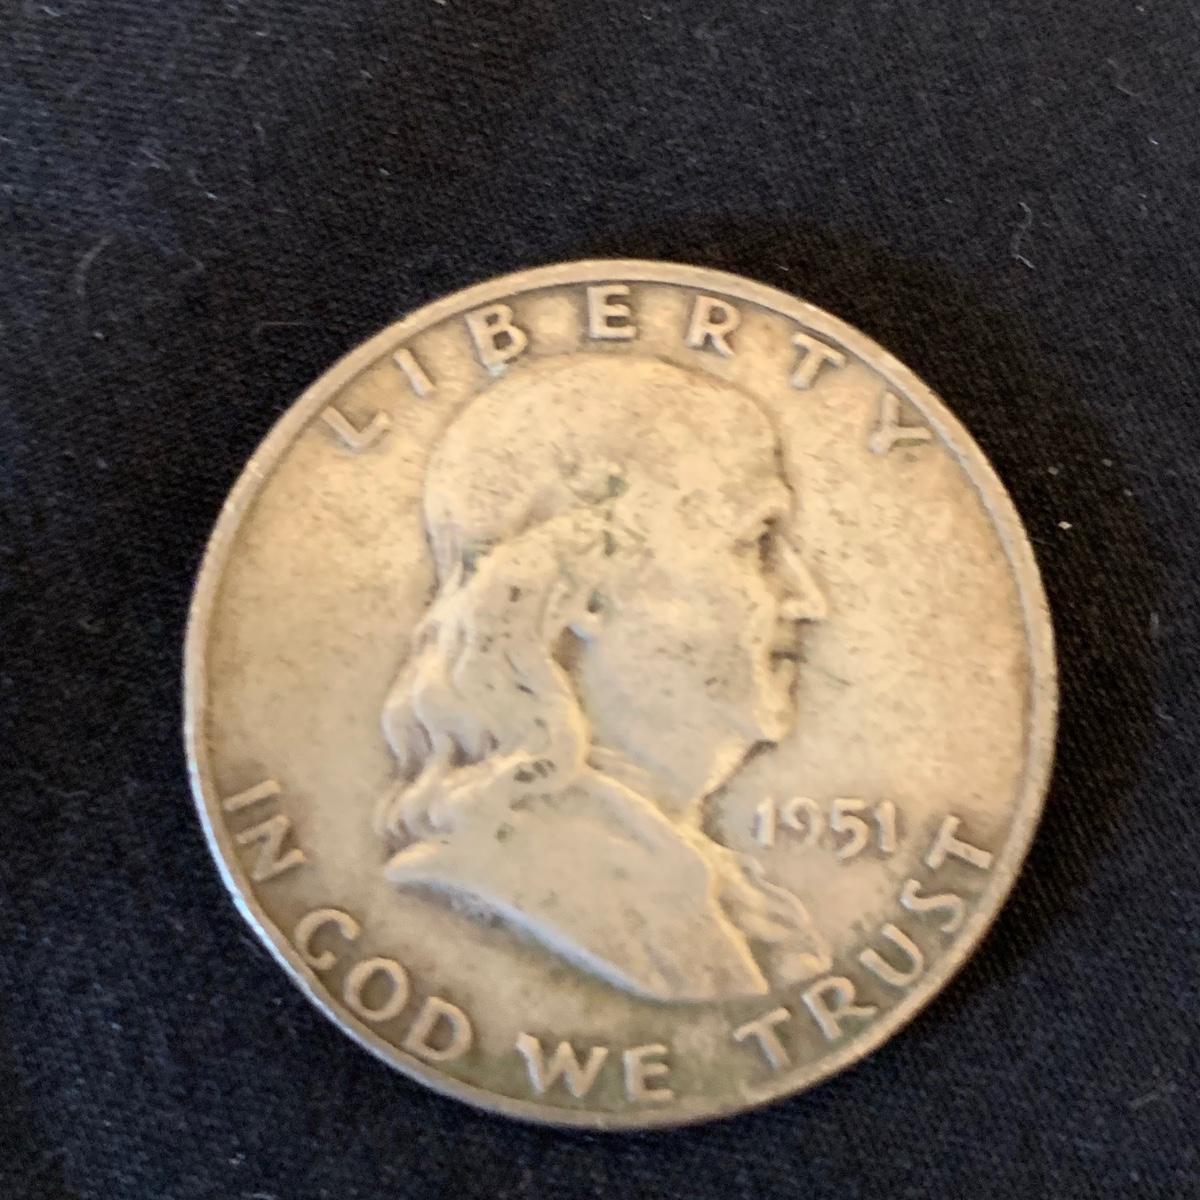 LIBERTY
1951
IN GOD WE TRUST